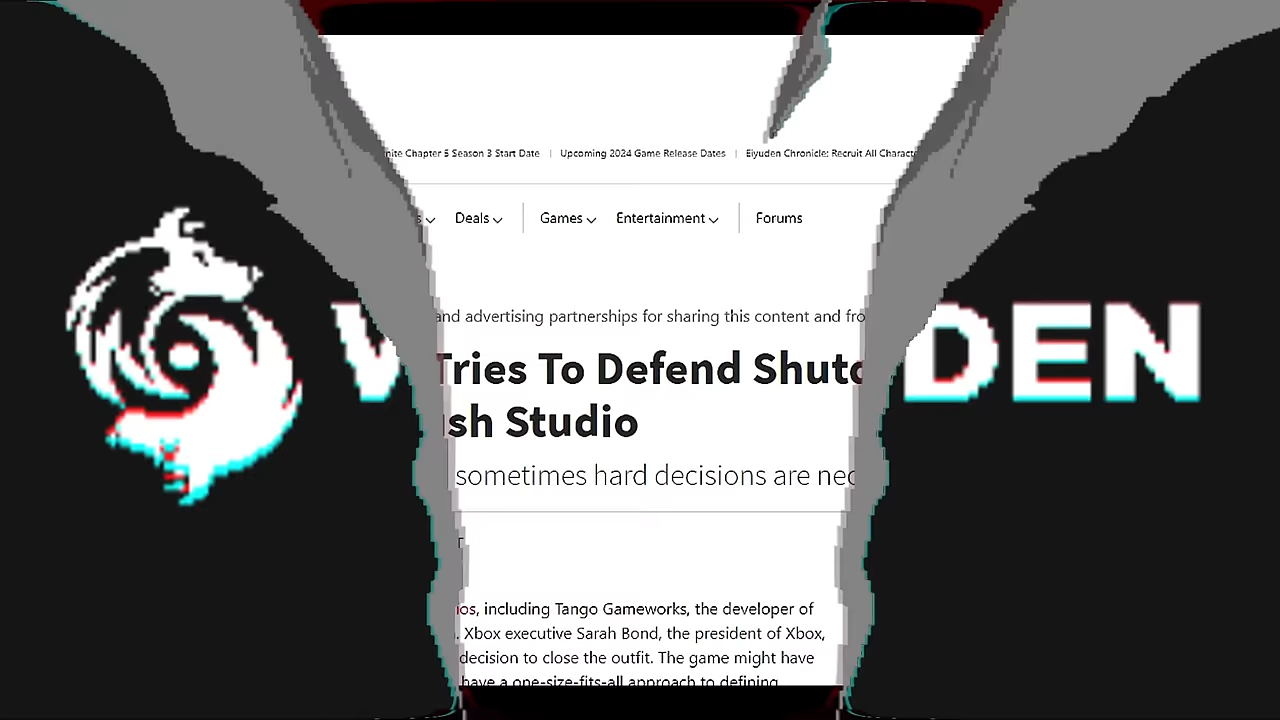 nite Chapter 5 Season 3 Start Date | Upcoming 2024 Game Release Dates | Eiyuden Chronicle: Recruit All Charact
s Deals Games Entertainment Forums
and advertising partnerships for sharing this content and fro
Tries To Defend Shutd
ish Studio
sometimes hard decisions are nec
V DEN
ios, including Tango Gameworks, the developer of
. Xbox executive Sarah Bond, the president of Xbox,
decision to close the outfit. The game might have
have a one-size-fits-all approach to defining